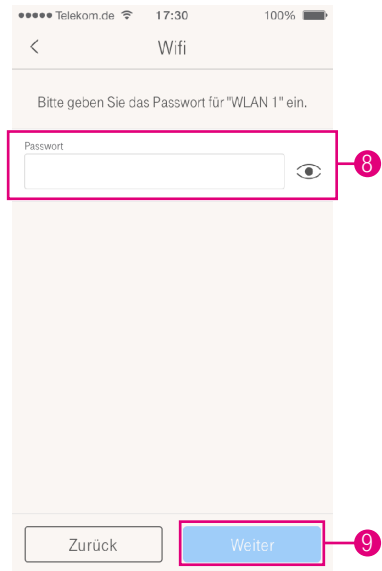 Telekom.de 17:30 100%
Wifi
Bitte geben Sie das Passwort für "WLAN 1" ein.
Passwort
8
Zurück
Weiter
9